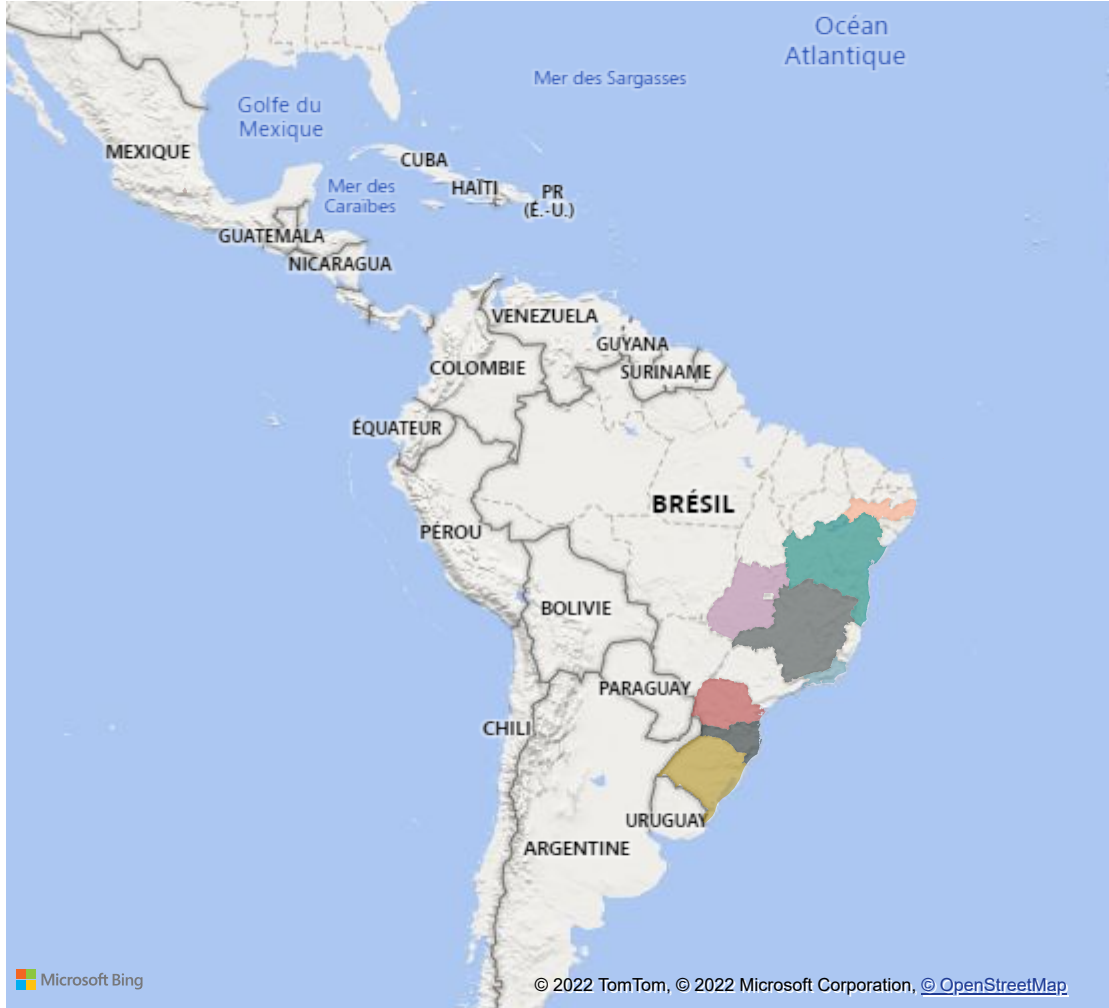 Océan
Atlantique
Mer des Sargasses
Golfe du
Mexique
MEXIQUE
CUBA
Mer des
Caraïbes
HAÏTI
PR
(É.-U.)
GUATEMALA
NICARAGUA
VENEZUELA
GUYANA
COLOMBIE
SURINAME
ÉQUATEUR
BRÉSIL
PÉROU
BOLIVIE
PARAGUAY
CHILI
URUGUAY
ARGENTINE
Microsoft Bing
© 2022 TomTom, © 2022 Microsoft Corporation, © OpenStreetMap